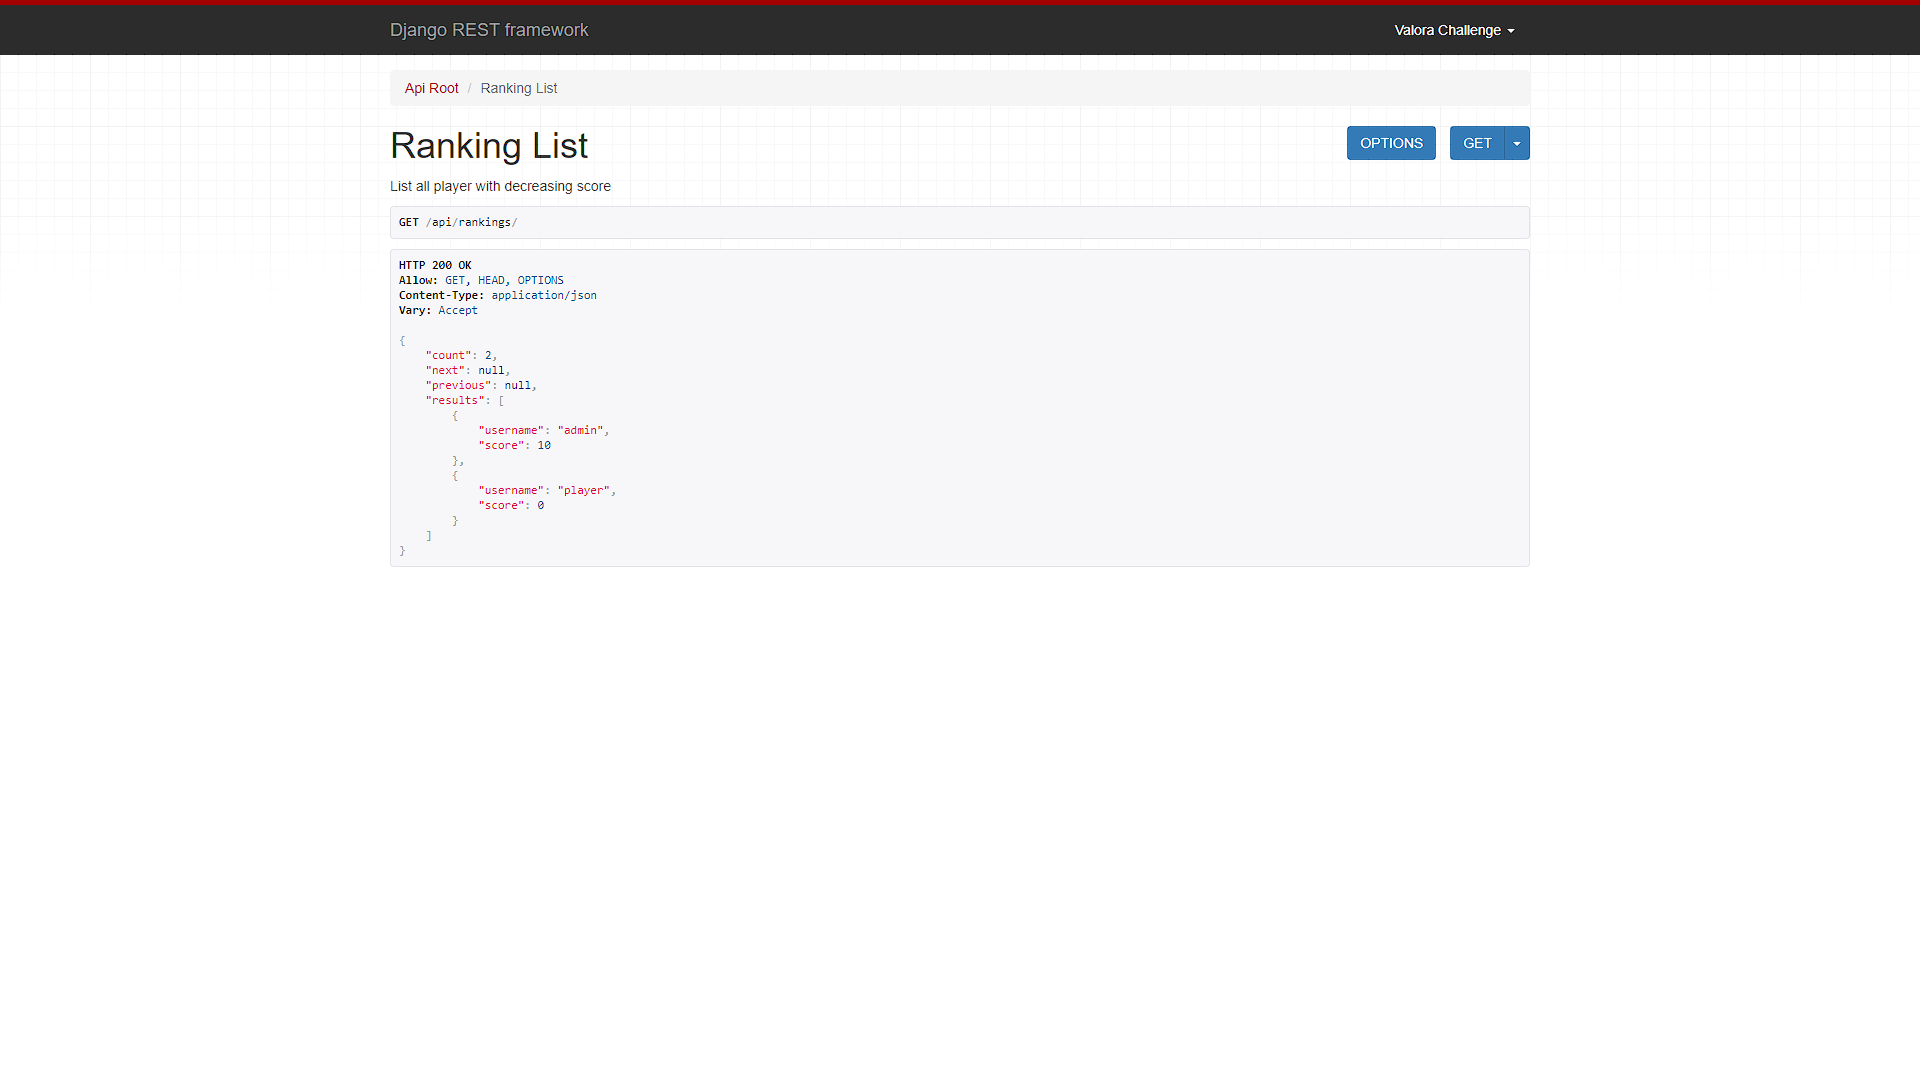 Django REST framework
Valora Challenge
Api Root / Ranking List
Ranking List
OPTIONS
GET
List all player with decreasing score
GET /api/rankings/
HTTP 200 OK
Allow: GET, HEAD, OPTIONS
Content-Type: application/json
Vary: Accept
{
    "count": 2,
    "next": null,
    "previous": null,
    "results": [
        {
            "username": "admin",
            "score": 10
        },
        {
            "username": "player",
            "score": 0
        }
    ]
}